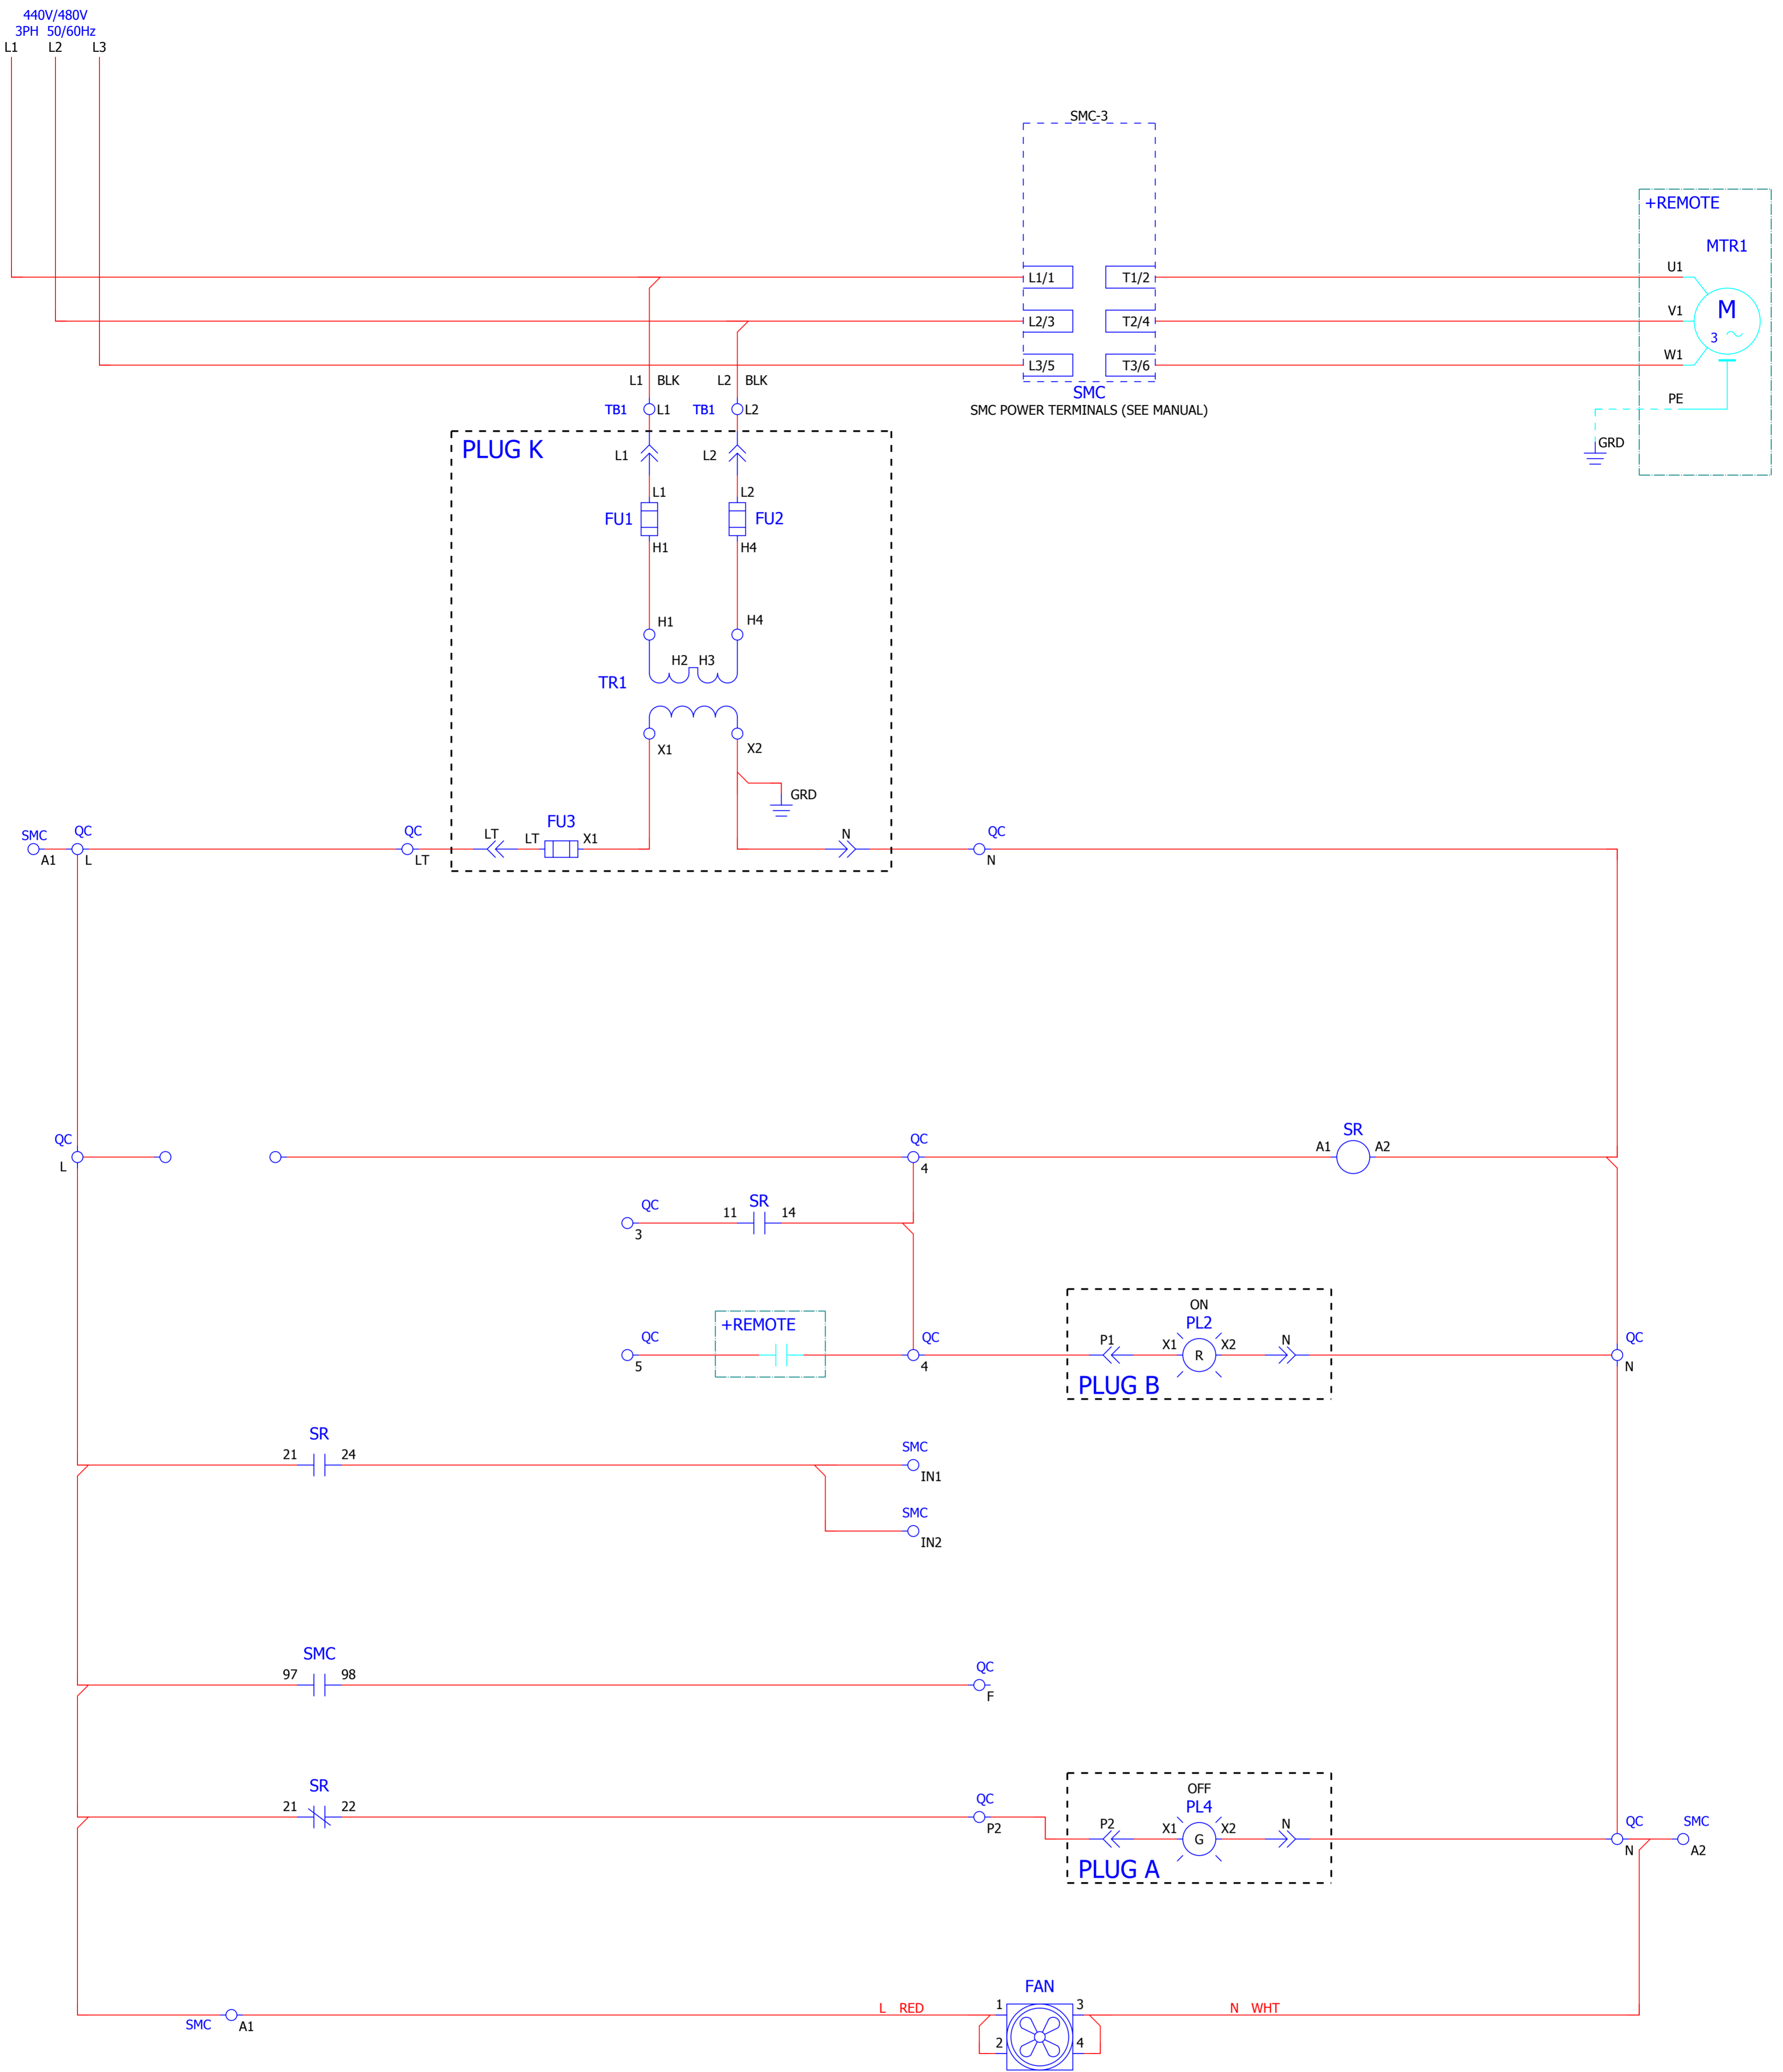 440V/480V
3PH 50/60Hz
L1 L2 L3
SMC-3
+REMOTE
MTR1
L1/1 T1/2 U1
M
3
L2/3 T2/4 V1
L3/5 T3/6 W1
L1 BLK L2 BLK
SMC
PE
TB1 L1 TB1 L2
SMC POWER TERMINALS (SEE MANUAL)
GRD
PLUG K
L1 L2
L1 L2
FU1 FU2
H1 H4
H1 H4
H2 H3
TR1
X1 X2
GRD
FU3
SMC QC QC LT LT X1 N QC
A1 L LT N
SR
QC QC A1 A2
L 4
SR
QC 11 14
3
ON
+REMOTE
PL2
QC QC P1 X1 R X2 N QC
5 4 N
PLUG B
SR
21 24 SMC
IN1
SMC
IN2
SMC
97 98 QC
F
SR
OFF
21 22 QC PL4
P2 P2 X1 G X2 N QC SMC
N A2
PLUG A
FAN
L RED 1 3 N WHT
SMC A1
2 4